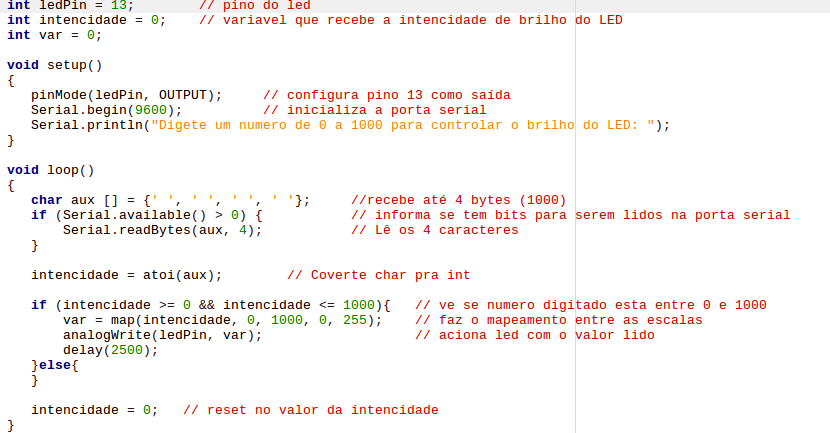 int ledPin = 13;        // pino do led
int intencidade = 0;    // variavel que recebe a intencidade de brilho do LED
int var = 0;

void setup()
{
   pinMode(ledPin, OUTPUT);     // configura pino 13 como saída
   Serial.begin(9600);          // inicializa a porta serial
   Serial.println("Digete um numero de 0 a 1000 para controlar o brilho do LED: ");
}

void loop()
{
   char aux [] = {' ', ' ', ' ', ' '};     //recebe até 4 bytes (1000)
   if (Serial.available() > 0) {           // informa se tem bits para serem lidos na porta serial
       Serial.readBytes(aux, 4);           // Lê os 4 caracteres
   }

   intencidade = atoi(aux);        // Coverte char pra int

   if (intencidade >= 0 && intencidade <= 1000){   // ve se numero digitado esta entre 0 e 1000
       var = map(intencidade, 0, 1000, 0, 255);    // faz o mapeamento entre as escalas
       analogWrite(ledPin, var);                   // aciona led com o valor lido
       delay(2500);
   }else{
   }

   intencidade = 0;   // reset no valor da intencidade
}